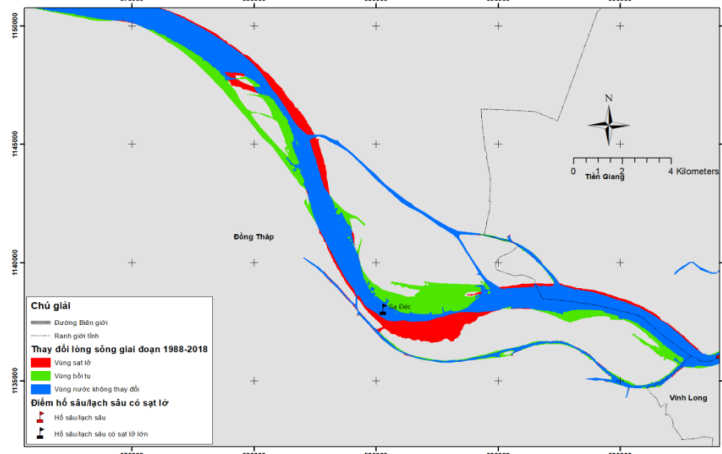 1160000
1145000
1140000
1135000
N
0 1 2 4 Kilometers
Tiền Giang
Đồng Tháp
Sa Đéc
Vĩnh Long
Chú giải
Đường Biên giới
Ranh giới tỉnh
Thay đổi lòng sông giai đoạn 1988-2018
Vùng sạt lở
Vùng bồi tụ
Vùng nước không thay đổi
Điểm hố sâu/lạch sâu có sạt lở
Hố sâu/lạch sâu
Hố sâu/lạch sâu có sạt lở lớn